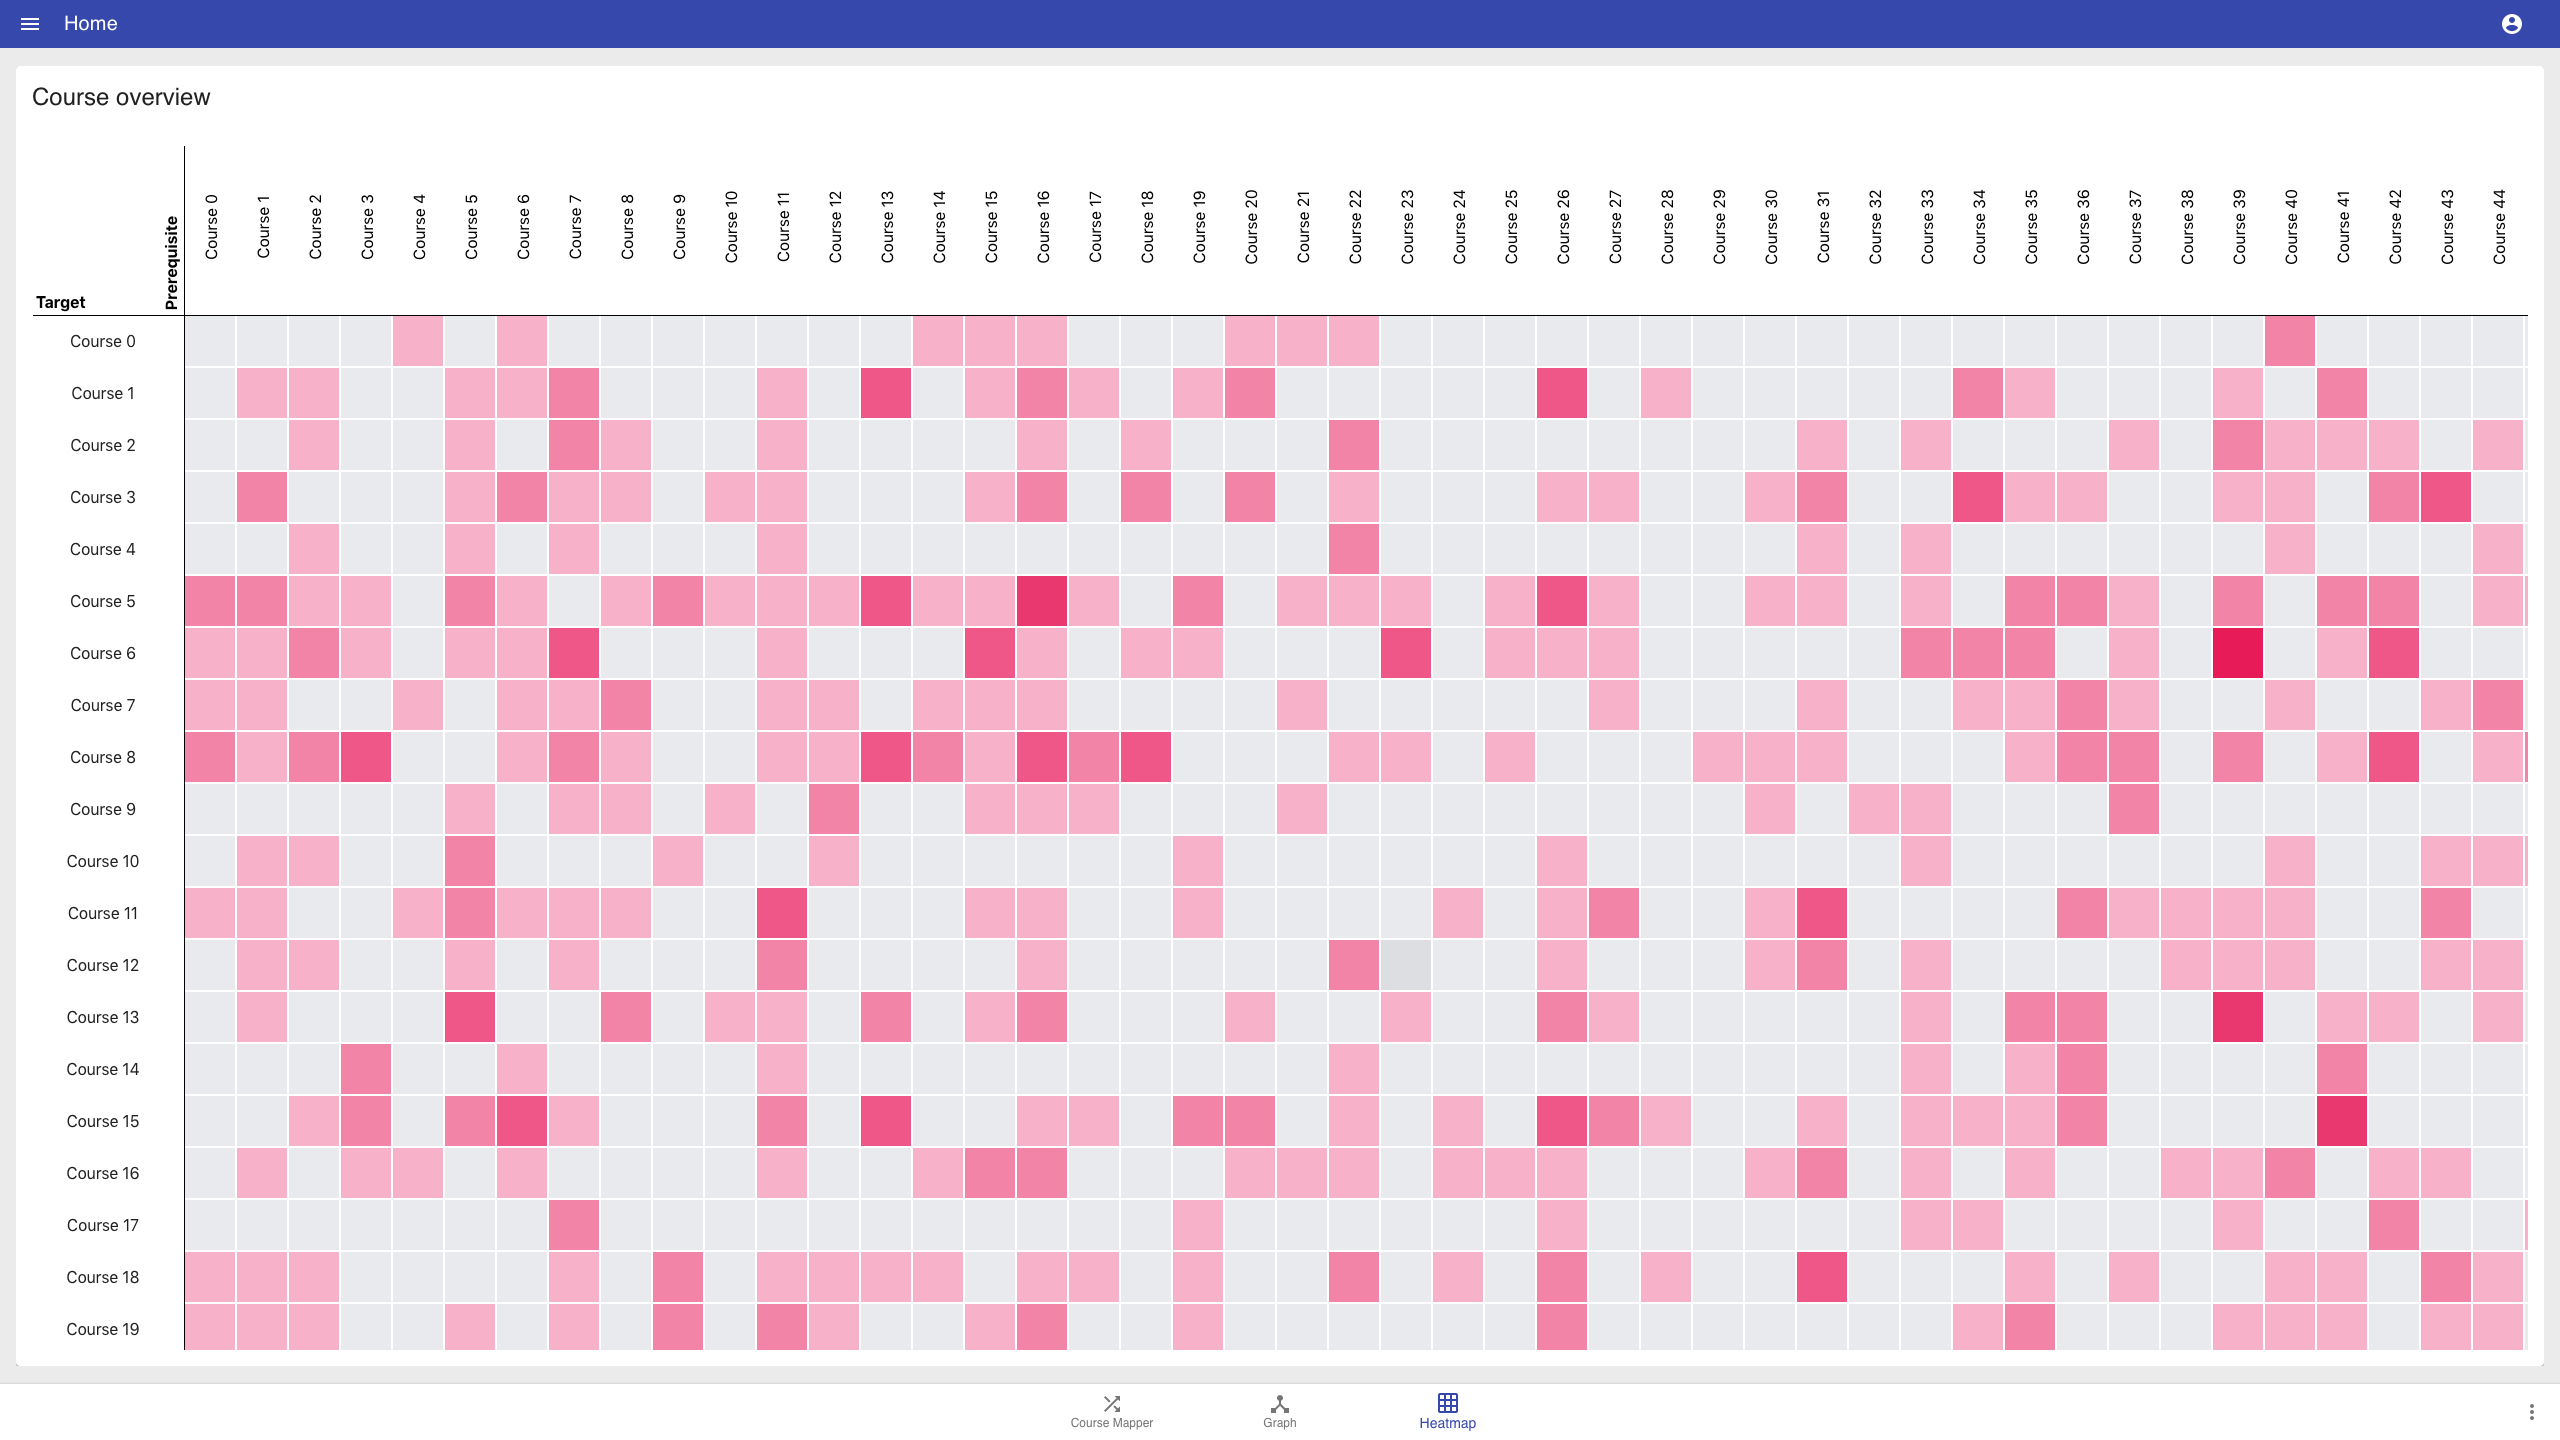 Home
Course overview
Prerequisite
Target
Course 0
Course 1
Course 2
Course 3
Course 4
Course 5
Course 6
Course 7
Course 8
Course 9
Course 10
Course 11
Course 12
Course 13
Course 14
Course 15
Course 16
Course 17
Course 18
Course 19
Course 20
Course 21
Course 22
Course 23
Course 24
Course 25
Course 26
Course 27
Course 28
Course 29
Course 30
Course 31
Course 32
Course 33
Course 34
Course 35
Course 36
Course 37
Course 38
Course 39
Course 40
Course 41
Course 42
Course 43
Course 44
Course 0
Course 1
Course 2
Course 3
Course 4
Course 5
Course 6
Course 7
Course 8
Course 9
Course 10
Course 11
Course 12
Course 13
Course 14
Course 15
Course 16
Course 17
Course 18
Course 19
Course Mapper
Graph
Heatmap